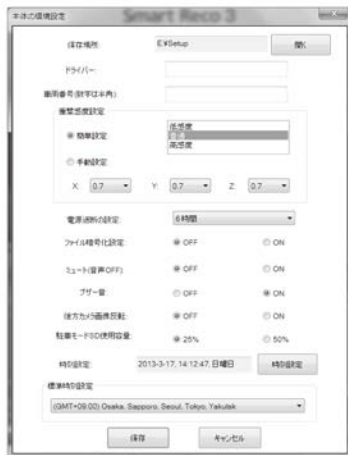 本体の環境設定
Smart Reco 3
保存場所: E:¥Setup 開く
ドライバー:
車両番号(数字は半角):
衝撃感度設定
簡単設定
低感度
普通
高感度
手動設定
X: 0.7 Y: 0.7 Z: 0.7
電源遮断の設定: 6時間
ファイル暗号化設定: OFF ON
ミュート(音声OFF): OFF ON
ブザー音: OFF ON
後方カメラ画像反転: OFF ON
駐車モードSD使用容量: 25% 50%
時刻設定: 2013-3-17, 14:12:47, 日曜日 時刻設定
標準時刻設定
(GMT+09:00) Osaka, Sapporo, Seoul, Tokyo, Yakutsk
保存 キャンセル